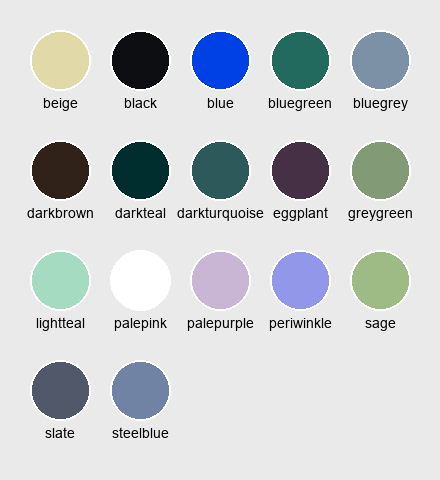 beige black blue bluegreen bluegrey
darkbrown darkteal darkturquoise eggplant greygreen
lightteal palepink palepurple periwinkle sage
slate steelblue